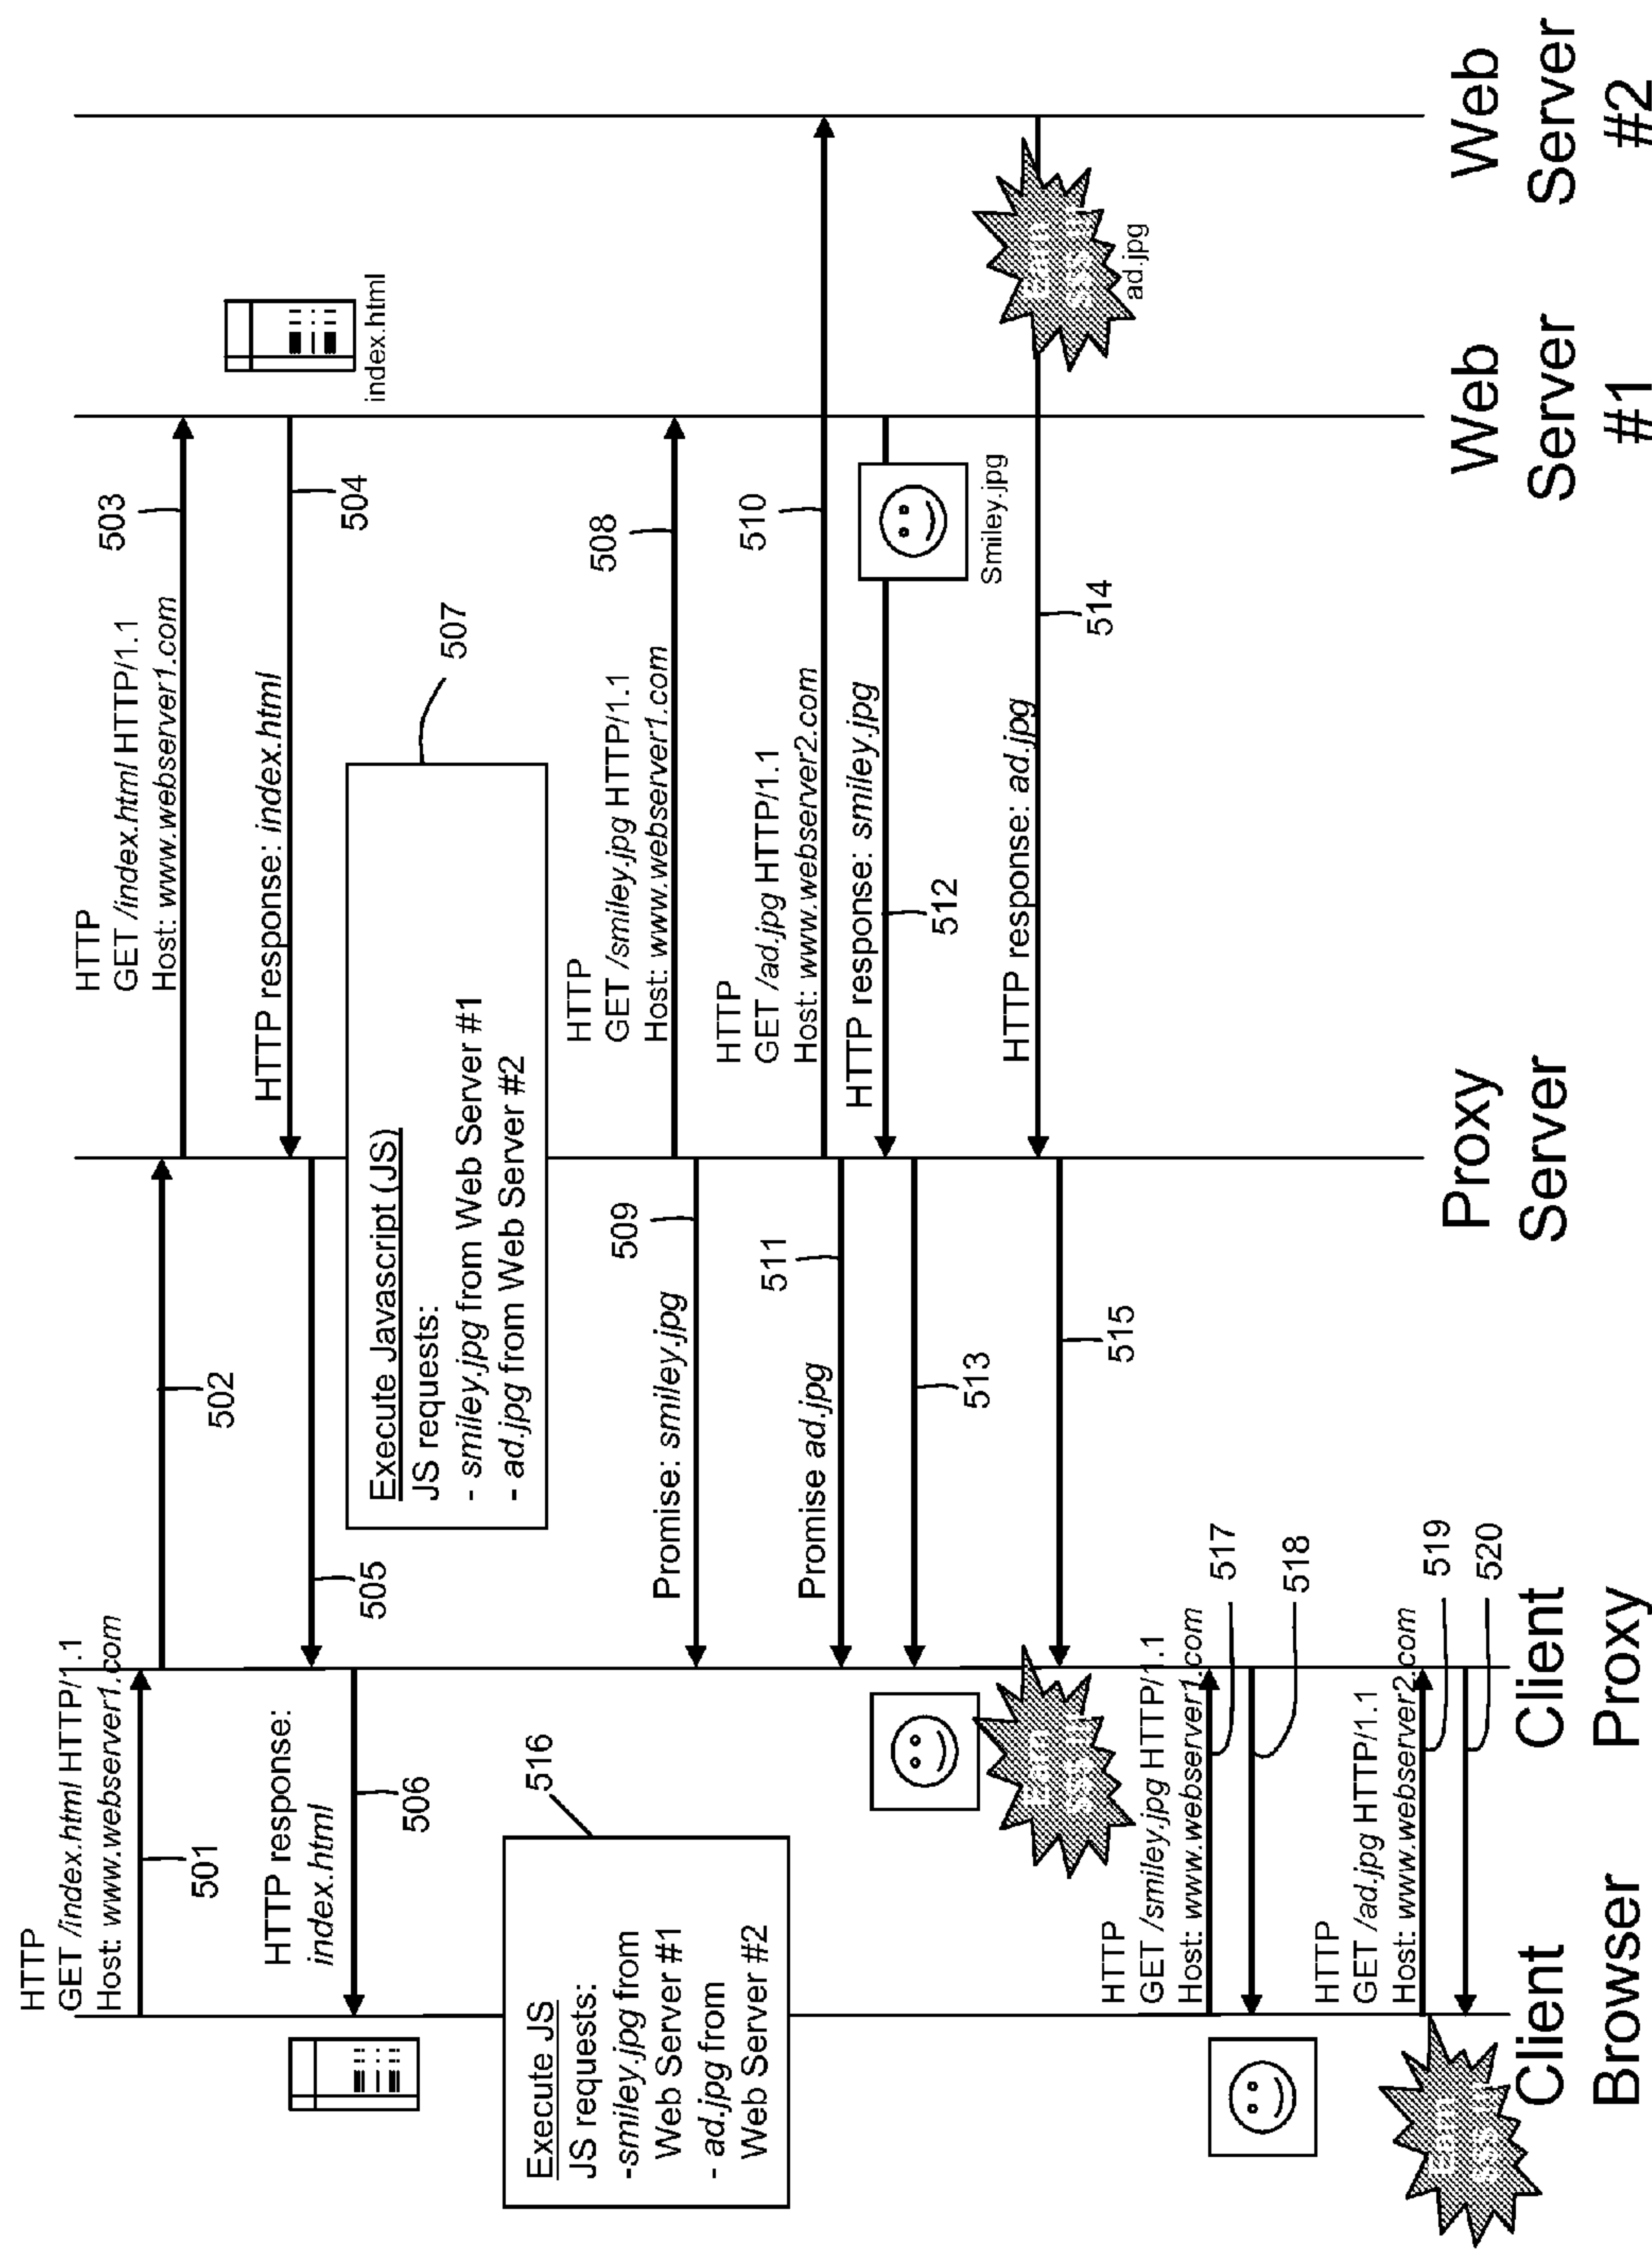 HTTP
GET /index.html HTTP/1.1
Host: www.webserver1.com
501
502
HTTP
GET /index.html HTTP/1.1
Host: www.webserver1.com
503
HTTP response: index.html
504
index.html
505
HTTP response:
index.html
506
Execute Javascript (JS)
JS requests:
- smiley.jpg from Web Server #1
- ad.jpg from Web Server #2
507
Execute JS
JS requests:
-smiley.jpg from
Web Server #1
- ad.jpg from
Web Server #2
516
HTTP
GET /smiley.jpg HTTP/1.1
Host: www.webserver1.com
508
Promise: smiley.jpg
509
HTTP
GET /ad.jpg HTTP/1.1
Host: www.webserver2.com
510
Promise ad.jpg
511
HTTP response: smiley.jpg
512
Smiley.jpg
513
HTTP response: ad.jpg
514
Earn
ad.jpg
515
Earn
HTTP
GET /smiley.jpg HTTP/1.1
Host: www.webserver1.com
517
518
HTTP
GET /ad.jpg HTTP/1.1
Host: www.webserver2.com
519
520
Earn
Client
Browser
Client
Proxy
Proxy
Server
Web
Server
#1
Web
Server
#2